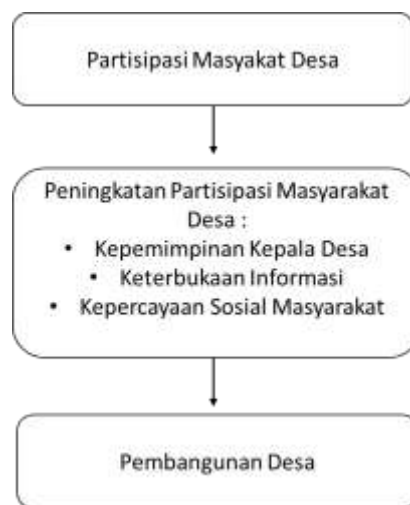 Partisipasi Masyakat Desa
Peningkatan Partisipasi Masyarakat
Desa :
• Kepemimpinan Kepala Desa
• Keterbukaan Informasi
• Kepercayaan Sosial Masyarakat
Pembangunan Desa